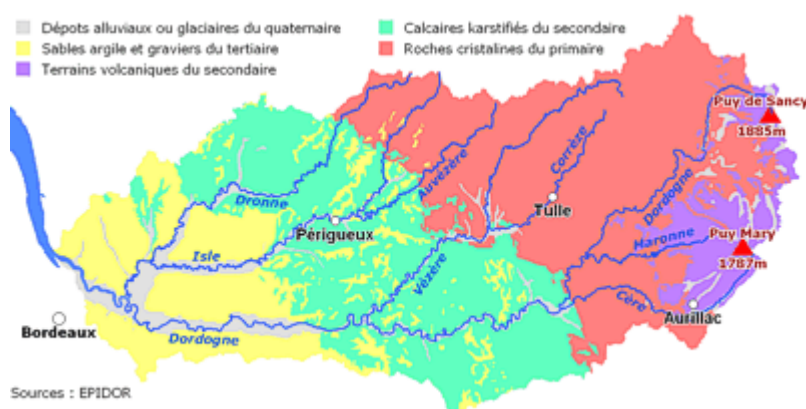 Dépôts alluviaux ou glaciaires du quaternaire
Sables argile et graviers du tertiaire
Terrains volcaniques du secondaire
Calcaires karstifiés du secondaire
Roches cristalines du primaire
Puy de Sancy
1885m
Corrèze
Auvezère
Dronne
Dordogne
Tulle
Périgueux
Haronne
Puy Mary
1787m
Isle
Vézère
Cère
Aurillac
Bordeaux
Dordogne
Sources : EPIDOR